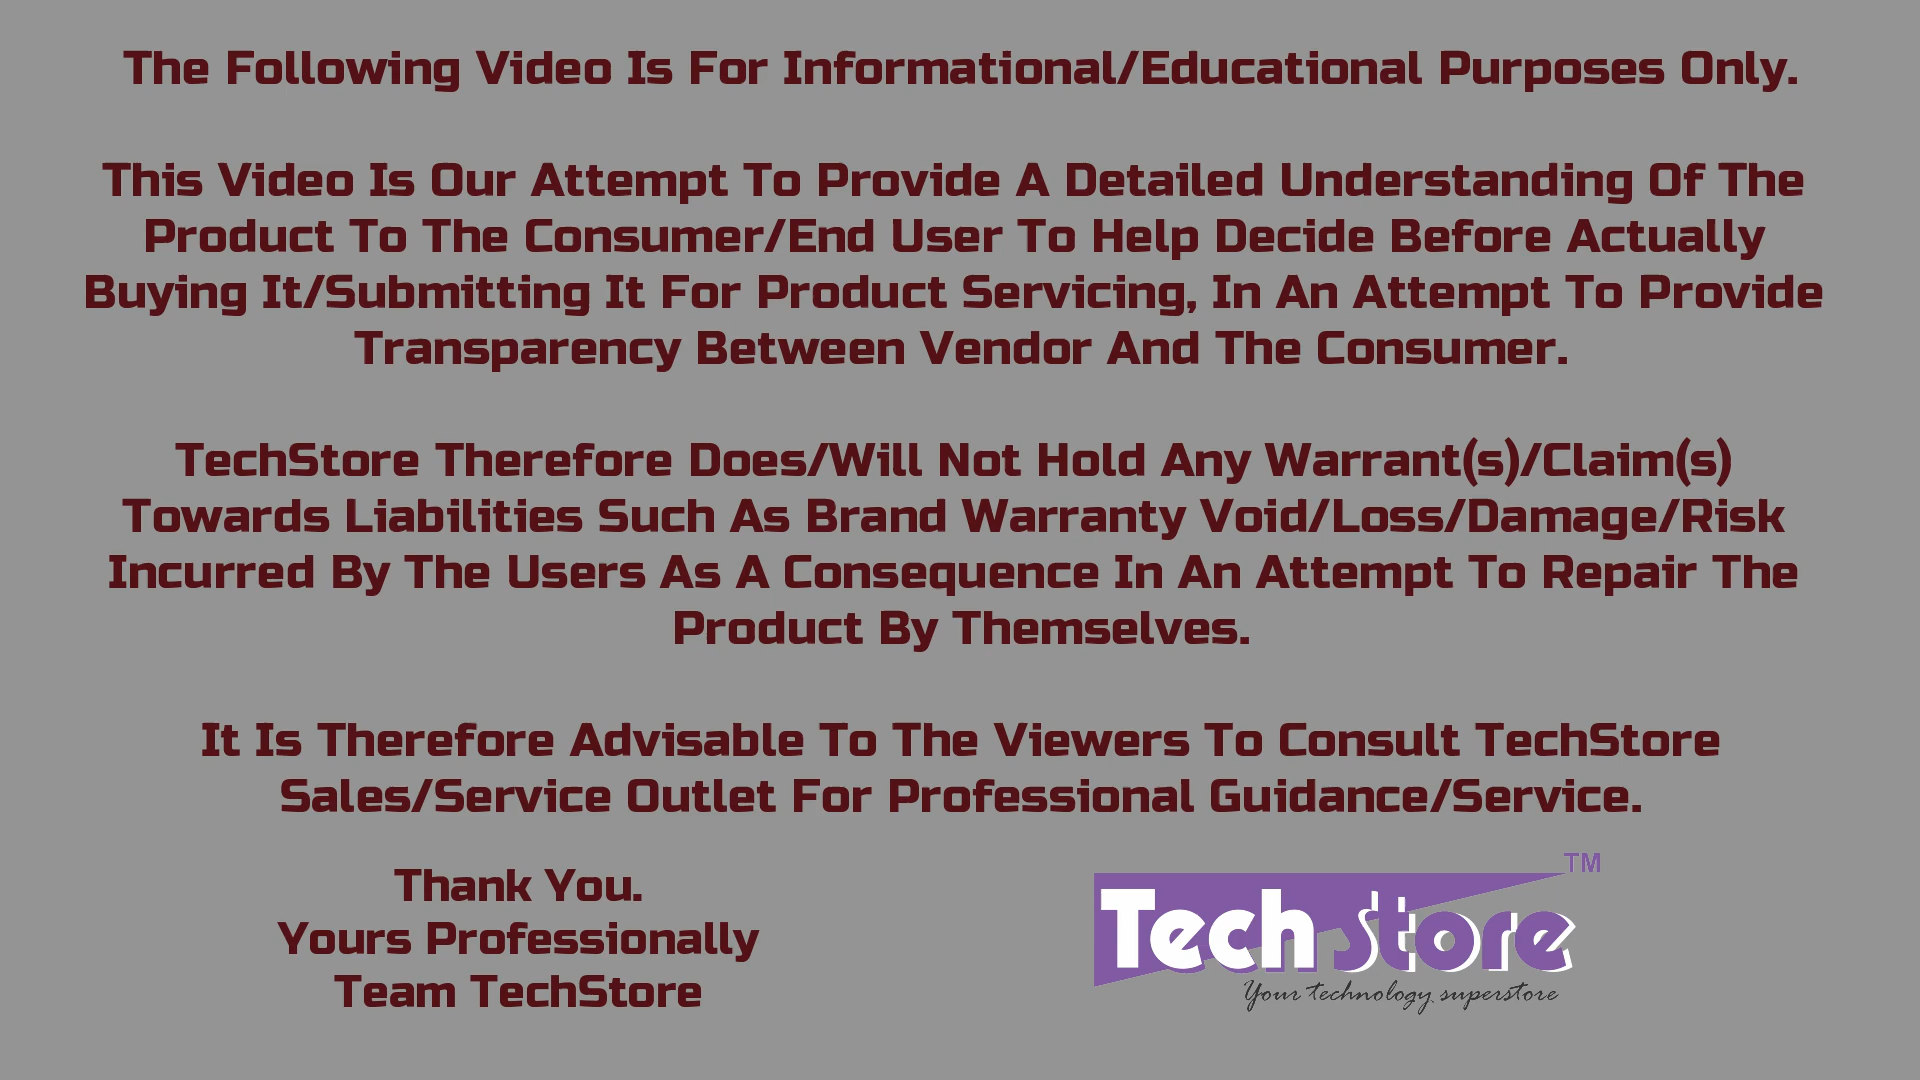 The Following Video Is For Informational/Educational Purposes Only.
This Video Is Our Attempt To Provide A Detailed Understanding Of The
Product To The Consumer/End User To Help Decide Before Actually
Buying It/Submitting It For Product Servicing, In An Attempt To Provide
Transparency Between Vendor And The Consumer.
TechStore Therefore Does/Will Not Hold Any Warrant(s)/Claim(s)
Towards Liabilities Such As Brand Warranty Void/Loss/Damage/Risk
Incurred By The Users As A Consequence In An Attempt To Repair The
Product By Themselves.
It Is Therefore Advisable To The Viewers To Consult TechStore
Sales/Service Outlet For Professional Guidance/Service.
Thank You.
Yours Professionally
Team TechStore
Tech Store TM
Your technology superstore